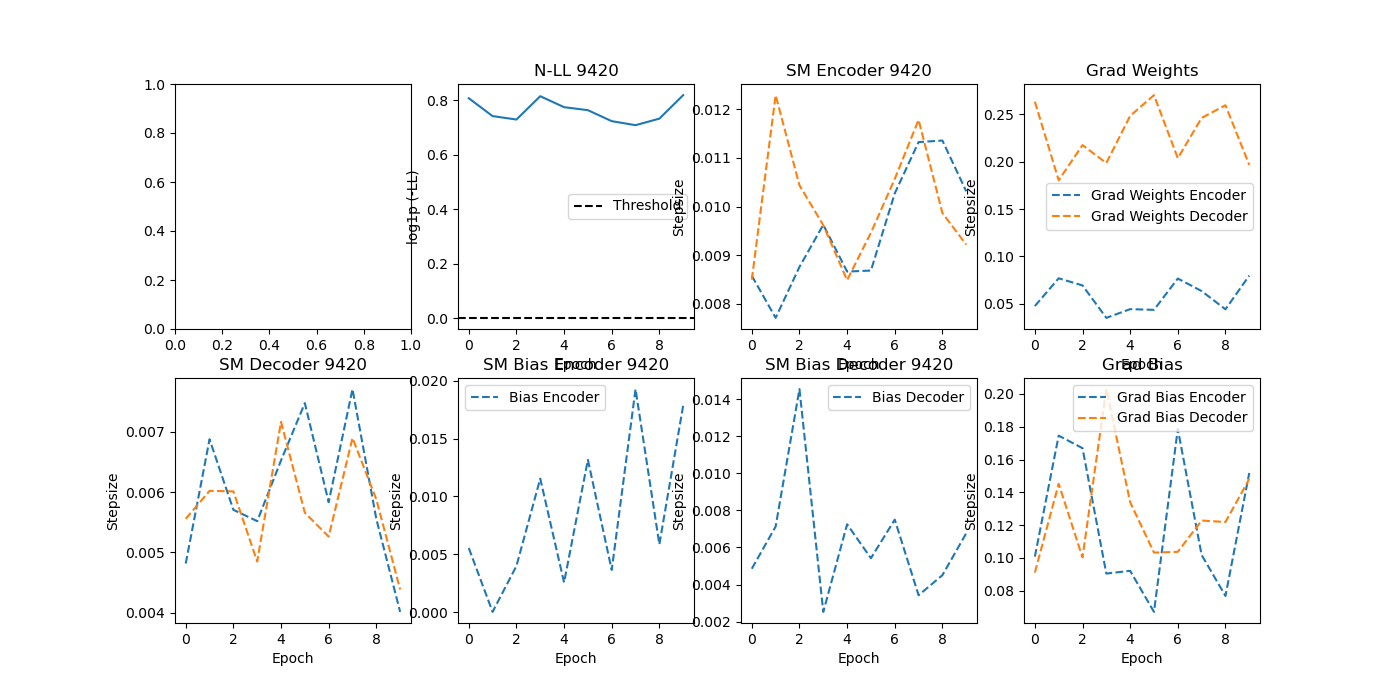 1.0
0.8
0.6
0.4
0.2
0.0
0.0 0.2 0.4 0.6 0.8 1.0
N-LL 9420
log1p (-LL)
0.8
0.6
0.4
0.2
0.0
Threshold
0 2 4 6 8
Epoch
SM Encoder 9420
Stepsize
0.012
0.011
0.010
0.009
0.008
0 2 4 6 8
Epoch
Grad Weights
Stepsize
0.25
0.20
0.15
0.10
0.05
Grad Weights Encoder
Grad Weights Decoder
0 2 4 6 8
Epoch
SM Decoder 9420
Stepsize
0.007
0.006
0.005
0.004
0 2 4 6 8
Epoch
SM Bias Encoder 9420
Stepsize
0.020
0.015
0.010
0.005
0.000
Bias Encoder
0 2 4 6 8
Epoch
SM Bias Decoder 9420
Stepsize
0.014
0.012
0.010
0.008
0.006
0.004
0.002
Bias Decoder
0 2 4 6 8
Epoch
Grad Bias
Stepsize
0.20
0.18
0.16
0.14
0.12
0.10
0.08
Grad Bias Encoder
Grad Bias Decoder
0 2 4 6 8
Epoch